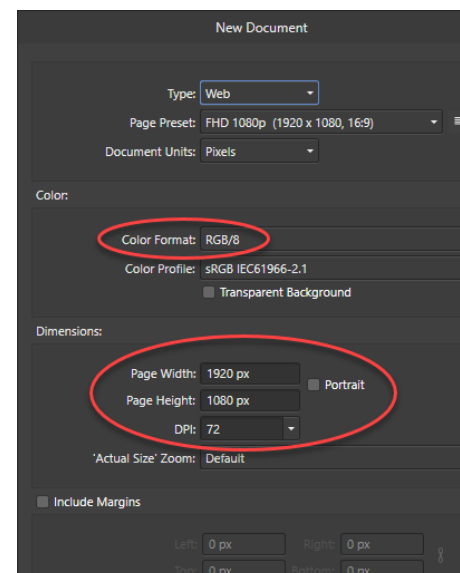 New Document
Type: Web
Page Preset: FHD 1080p (1920 x 1080, 16:9)
Document Units: Pixels
Color:
Color Format: RGB/8
Color Profile: sRGB IEC61966-2.1
Transparent Background
Dimensions:
Page Width: 1920 px
Portrait
Page Height: 1080 px
DPI: 72
'Actual Size' Zoom: Default
Include Margins
Left: 0 px Right: 0 px
Top: 0 px Bottom: 0 px